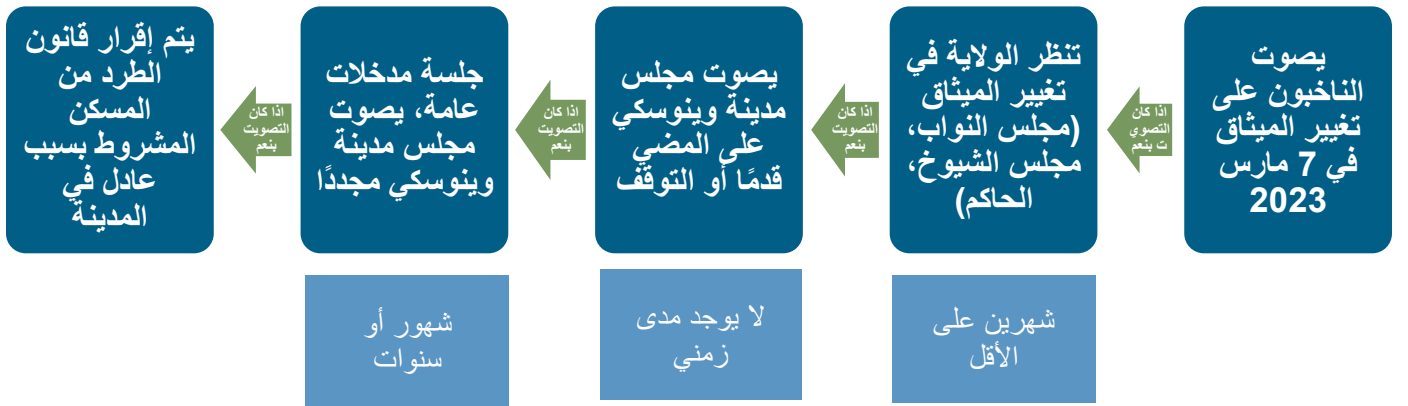 يصوت
الناخبون على
تغيير الميثاق
في 7 مارس
2023
اذا كان
التصوي
ت بنعم
تنظر الولاية في
تغيير الميثاق
(مجلس النواب،
مجلس الشيوخ،
الحاكم)
شهرين على
الأقل
اذا كان
التصويت
بنعم
يصوت مجلس
مدينة وينوسكي
على المضي
قدمًا أو التوقف
لا يوجد مدى
زمني
اذا كان
التصويت
بنعم
جلسة مدخلات
عامة، يصوت
مجلس مدينة
وينوسكي مجددًا
شهور أو
سنوات
اذا كان
التصويت
بنعم
يتم إقرار قانون
الطرد من
المسكن
المشروط بسبب
عادل في
المدينة